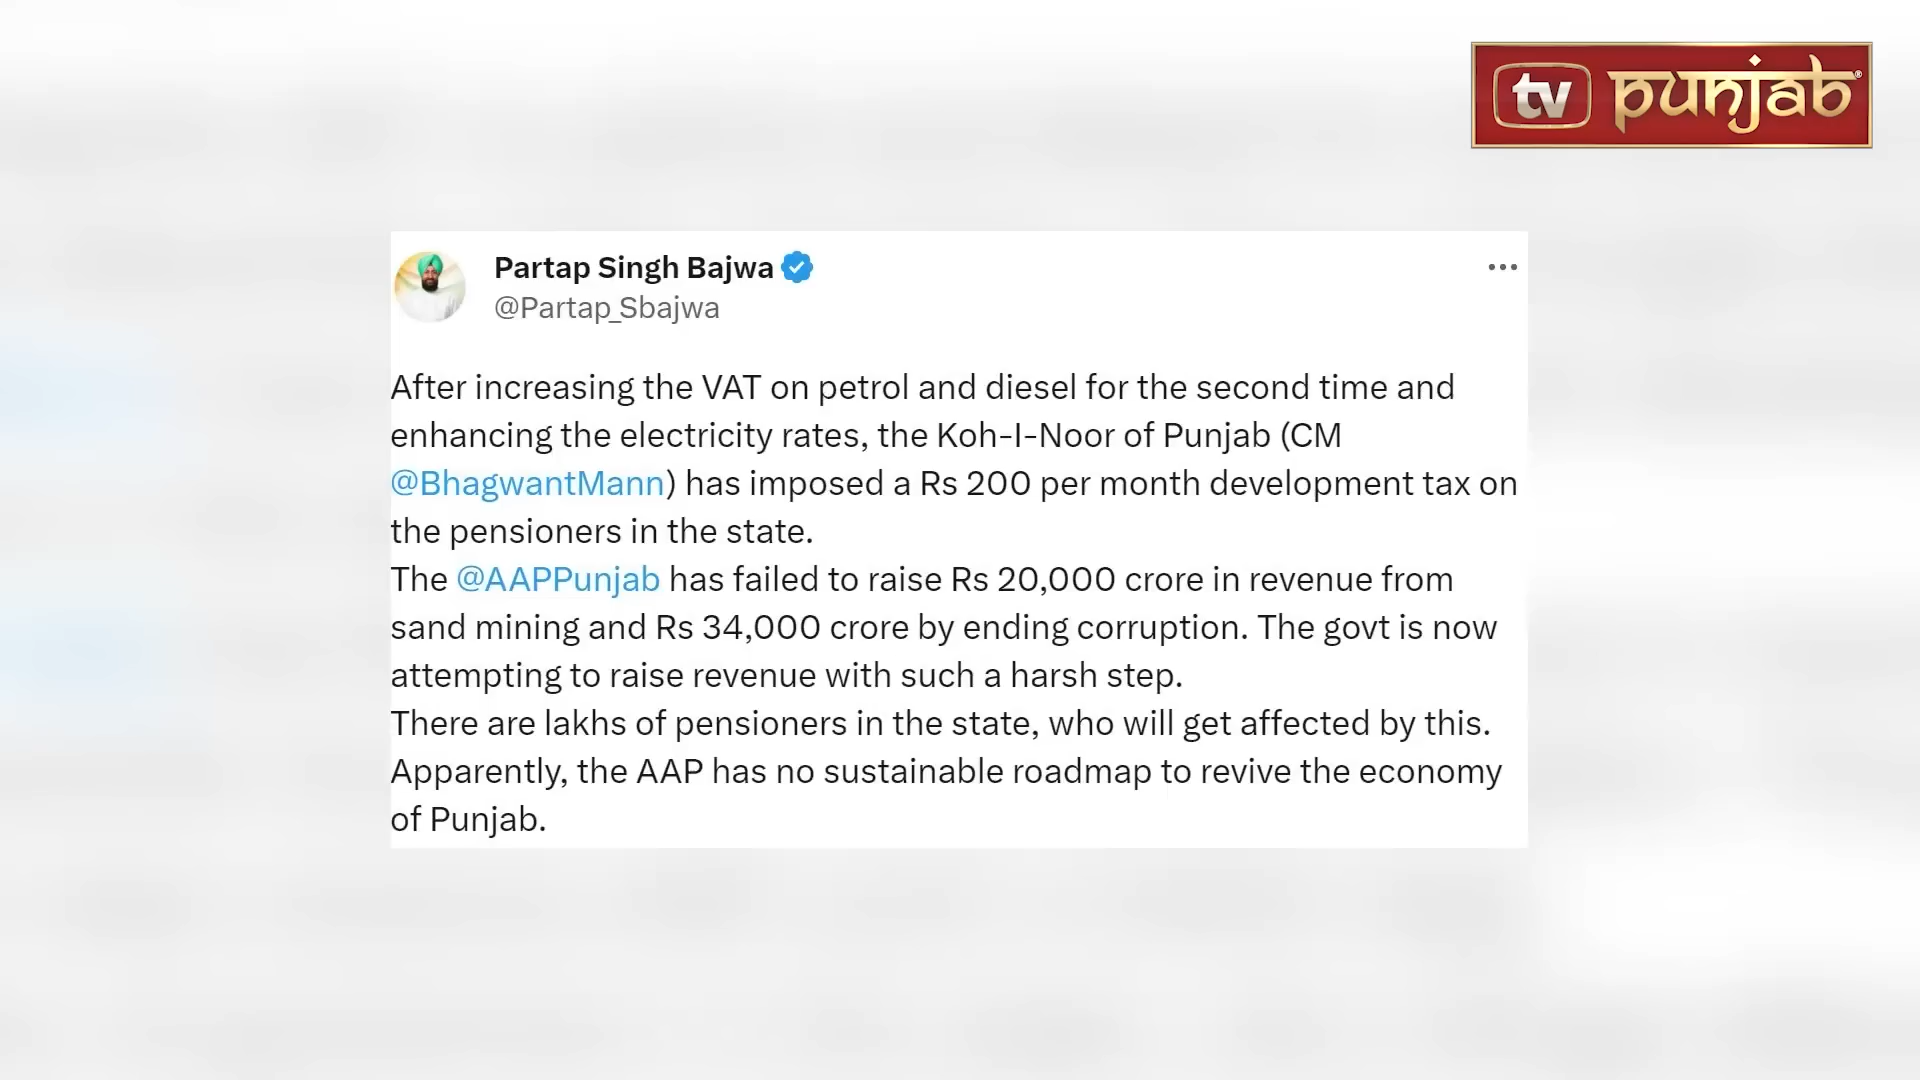 tv punjab®
Partap Singh Bajwa
@Partap_Sbajwa
After increasing the VAT on petrol and diesel for the second time and
enhancing the electricity rates, the Koh-I-Noor of Punjab (CM
@BhagwantMann) has imposed a Rs 200 per month development tax on
the pensioners in the state.
The @AAPPunjab has failed to raise Rs 20,000 crore in revenue from
sand mining and Rs 34,000 crore by ending corruption. The govt is now
attempting to raise revenue with such a harsh step.
There are lakhs of pensioners in the state, who will get affected by this.
Apparently, the AAP has no sustainable roadmap to revive the economy
of Punjab.